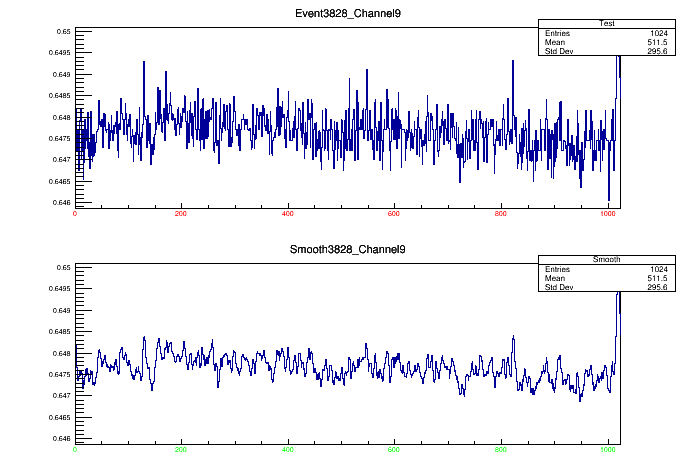 Event3828_Channel9
Test
Entries 1024
Mean 511.5
Std Dev 295.6
0.65
0.6495
0.649
0.6485
0.648
0.6475
0.647
0.6465
0.646
0 200 400 600 800 1000
Smooth3828_Channel9
Smooth
Entries 1024
Mean 511.5
Std Dev 295.6
0.65
0.6495
0.649
0.6485
0.648
0.6475
0.647
0.6465
0.646
0 200 400 600 800 1000